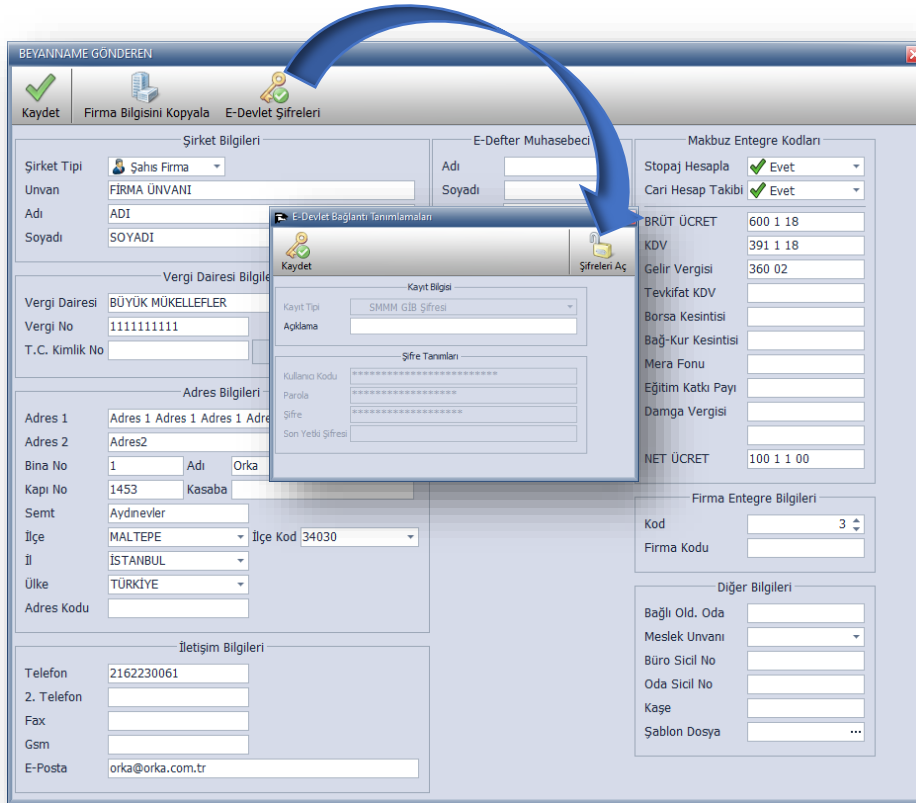 BEYANNAME GÖNDEREN
Kaydet
Firma Bilgisini Kopyala
E-Devlet Şifreleri
Şirket Bilgileri
Şirket Tipi Şahıs Firma
Unvan FİRMA ÜNVANI
Adı ADI
Soyadı SOYADI
Vergi Dairesi
Vergi Dairesi BÜYÜK MÜKELLEFLER
Vergi No 1111111111
T.C. Kimlik No
Adres Bilgileri
Adres 1 Adres 1 Adres 1 Adres 1
Adres 2 Adres2
Bina No 1 Adı Orka
Kapı No 1453 Kasaba
Semt Aydınevler
İlçe MALTEPE İlçe Kod 34030
İl İSTANBUL
Ülke TÜRKİYE
Adres Kodu
İletişim Bilgileri
Telefon 2162230061
2. Telefon
Fax
Gsm
E-Posta orka@orka.com.tr
E-Defter Muhasebeci
Adı
Soyadı
E-Devlet Bağlantı Tanımlamaları
Kaydet
Şifreleri Aç
Kayıt Bilgisi
Kayıt Tipi SMMM GİB Şifresi
Açıklama
Şifre Tanımları
Kullanıcı Kodu *************************
Parola ******************
Şifre *******************
Son Yetki Şifresi
Makbuz Entegre Kodları
Stopaj Hesapla Evet
Cari Hesap Takibi Evet
BRÜT ÜCRET 600 1 18
KDV 391 1 18
Gelir Vergisi 360 02
Tevkifat KDV
Borsa Kesintisi
Bağ-Kur Kesintisi
Mera Fonu
Eğitim Katkı Payı
Damga Vergisi
NET ÜCRET 100 1 1 00
Firma Entegre Bilgileri
Kod 3
Firma Kodu
Diğer Bilgileri
Bağlı Old. Oda
Meslek Unvanı
Büro Sicil No
Oda Sicil No
Kaşe
Şablon Dosya ...